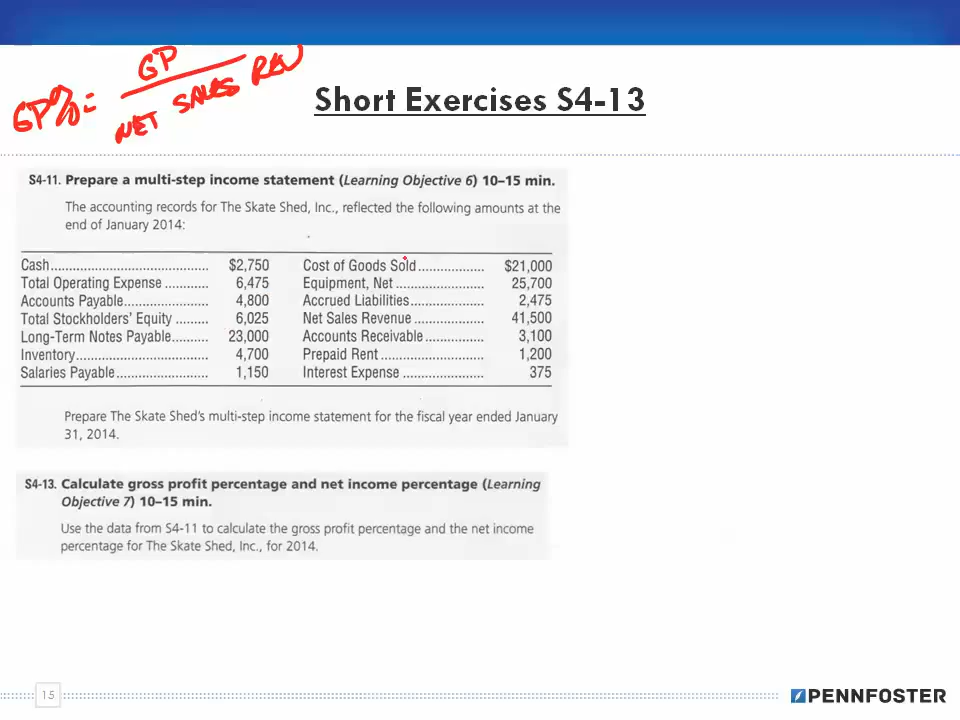 GP% = GP
NET SALES REV
Short Exercises S4-13
S4-11. Prepare a multi-step income statement (Learning Objective 6) 10–15 min.
The accounting records for The Skate Shed, Inc., reflected the following amounts at the
end of January 2014:
Cash.......................................... $2,750 Cost of Goods Sold................. $21,000
Total Operating Expense ........... 6,475 Equipment, Net ........................ 25,700
Accounts Payable....................... 4,800 Accrued Liabilities.................... 2,475
Total Stockholders' Equity ......... 6,025 Net Sales Revenue ................... 41,500
Long-Term Notes Payable.......... 23,000 Accounts Receivable................ 3,100
Inventory.................................... 4,700 Prepaid Rent ............................ 1,200
Salaries Payable......................... 1,150 Interest Expense ...................... 375
Prepare The Skate Shed's multi-step income statement for the fiscal year ended January
31, 2014.
S4-13. Calculate gross profit percentage and net income percentage (Learning
Objective 7) 10–15 min.
Use the data from S4-11 to calculate the gross profit percentage and the net income
percentage for The Skate Shed, Inc., for 2014.
15
PENNFOSTER